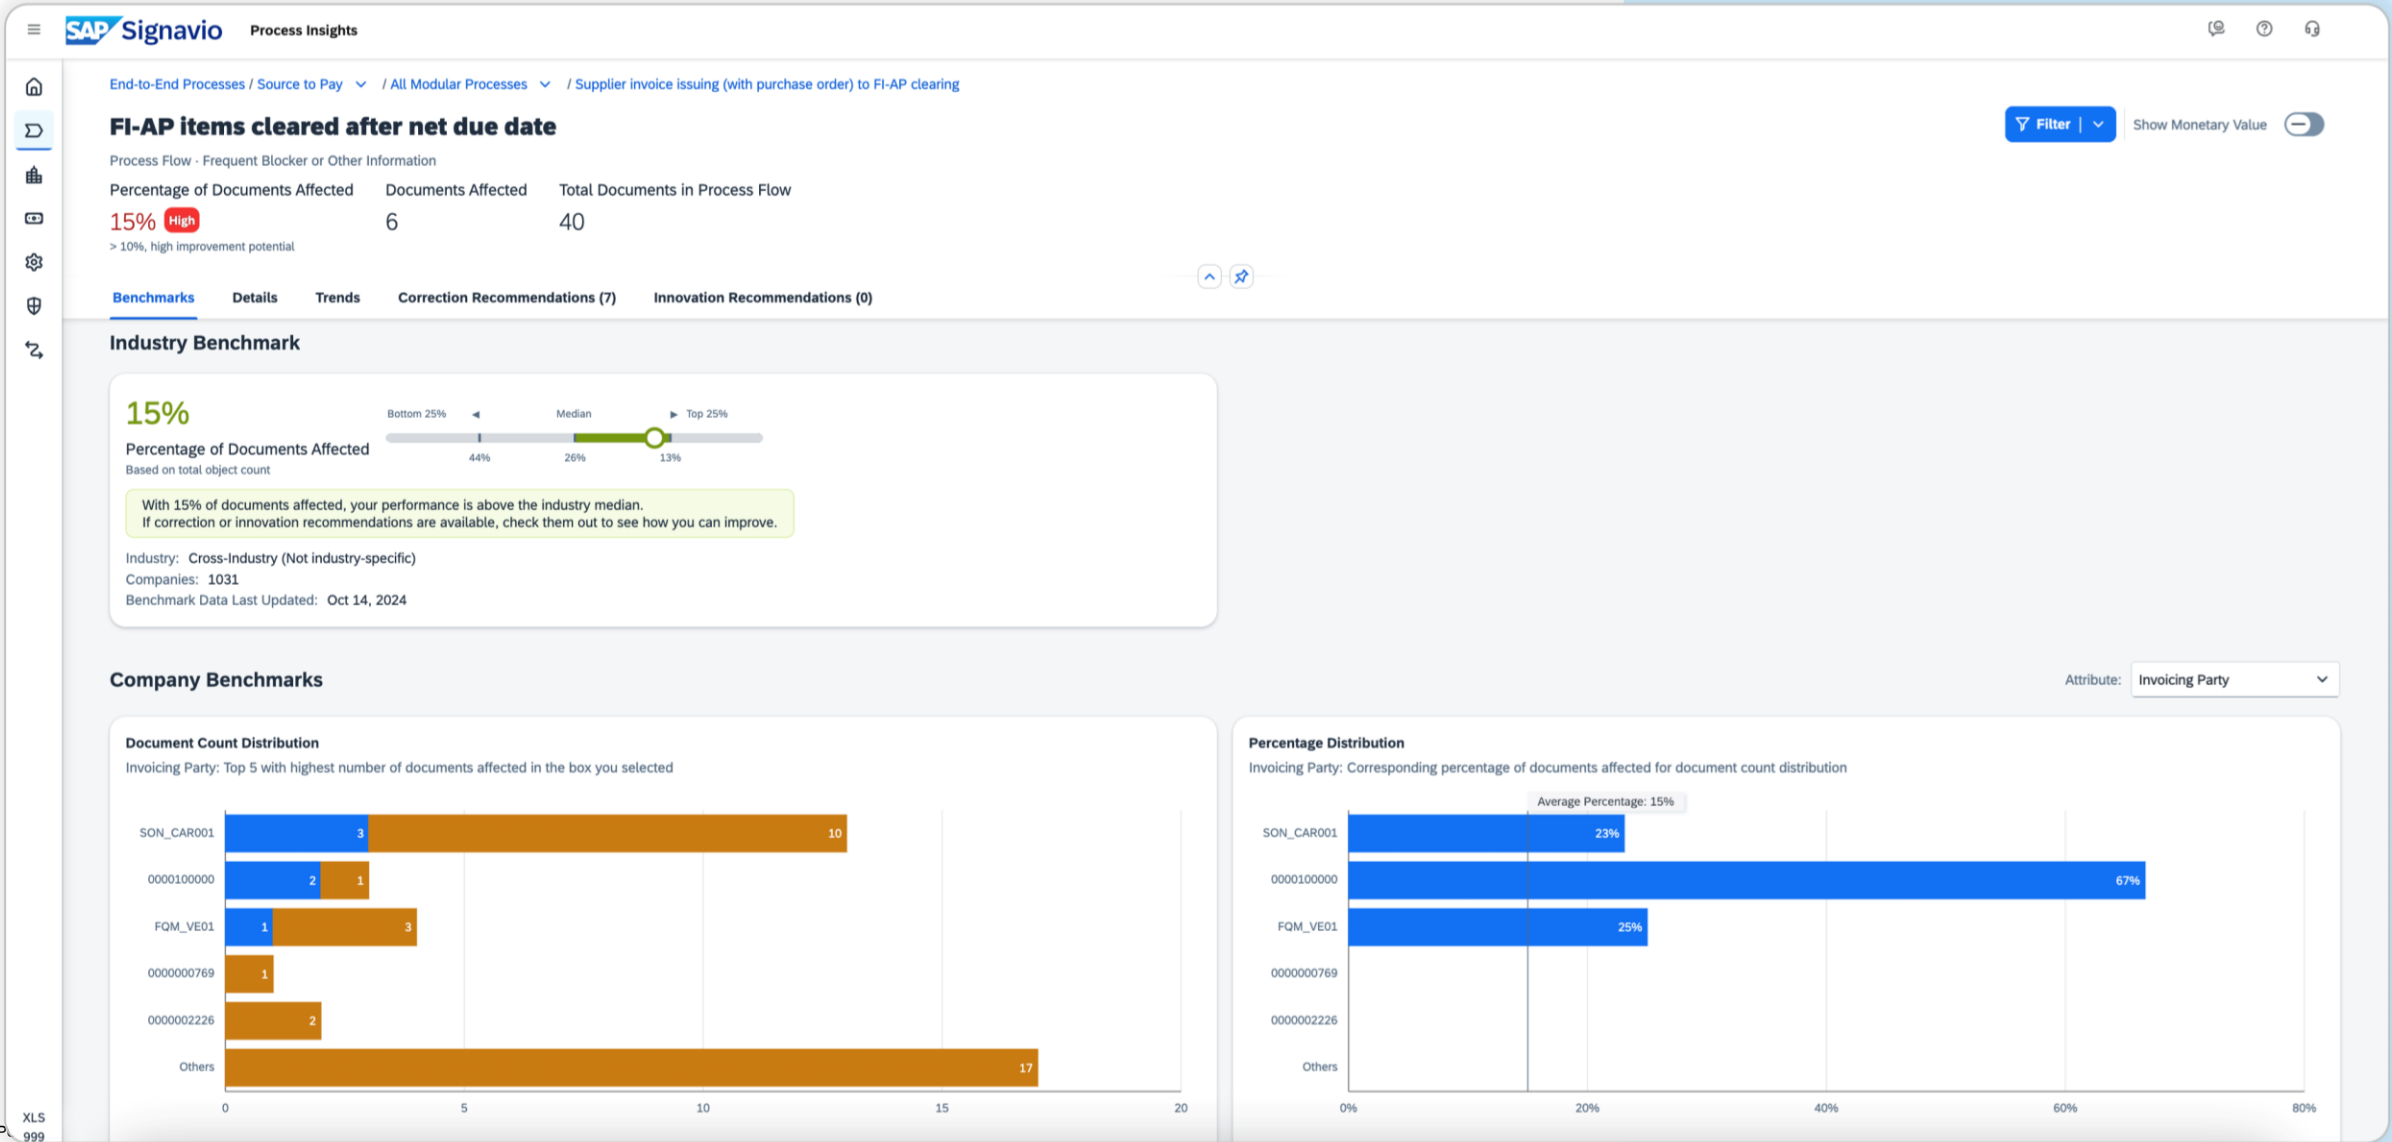 SAP Signavio Process Insights
End-to-End Processes / Source to Pay / All Modular Processes / Supplier invoice issuing (with purchase order) to FI-AP clearing
FI-AP items cleared after net due date
Filter
Show Monetary Value
Process Flow · Frequent Blocker or Other Information
Percentage of Documents Affected Documents Affected Total Documents in Process Flow
15% High 6 40
> 10%, high improvement potential
Benchmarks Details Trends Correction Recommendations (7) Innovation Recommendations (0)
Industry Benchmark
15%
Percentage of Documents Affected
Based on total object count
Bottom 25% Median Top 25%
44% 26% 13%
With 15% of documents affected, your performance is above the industry median.
If correction or innovation recommendations are available, check them out to see how you can improve.
Industry: Cross-Industry (Not industry-specific)
Companies: 1031
Benchmark Data Last Updated: Oct 14, 2024
Company Benchmarks
Attribute: Invoicing Party
Document Count Distribution
Invoicing Party: Top 5 with highest number of documents affected in the box you selected
SON_CAR001 3 10
0000100000 2 1
FQM_VE01 1 3
0000000769 1
0000002226 2
Others 17
0 5 10 15 20
Percentage Distribution
Invoicing Party: Corresponding percentage of documents affected for document count distribution
Average Percentage: 15%
SON_CAR001 23%
0000100000 67%
FQM_VE01 25%
0000000769
0000002226
Others
0% 20% 40% 60% 80%
XLS
999